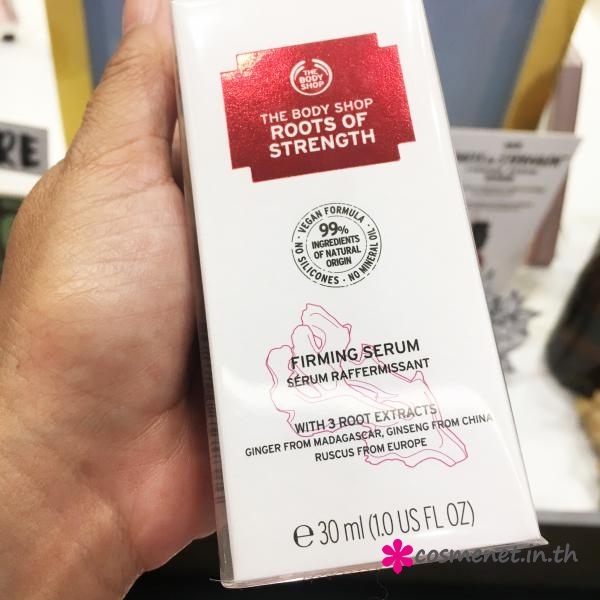 THE
BODY
SHOP
THE BODY SHOP
ROOTS OF
STRENGTH
VEGAN FORMULA · NO MINERAL OIL · NO SILICONES ·
99%
INGREDIENTS
OF NATURAL
ORIGIN
FIRMING SERUM
SÉRUM RAFFERMISSANT
WITH 3 ROOT EXTRACTS
GINGER FROM MADAGASCAR, GINSENG FROM CHINA
RUSCUS FROM EUROPE
e 30 ml (1.0 US FL OZ)
RE
cosmenet.in.th